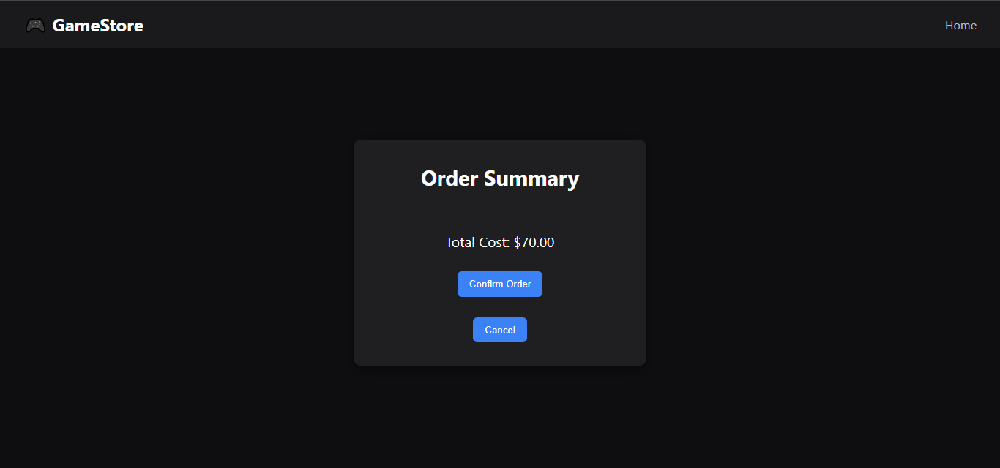 GameStore
Home
Order Summary
Total Cost: $70.00
Confirm Order
Cancel